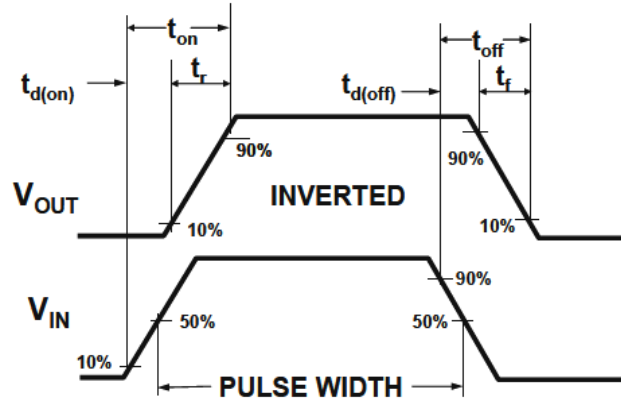 ton
toff
td(on)
tr
td(off)
tf
90%
90%
VOUT
INVERTED
10%
10%
90%
VIN
50%
50%
10%
PULSE WIDTH